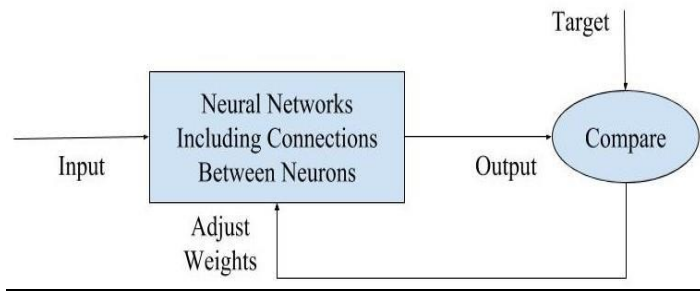 Target
Neural Networks
Including Connections
Between Neurons
Compare
Input
Output
Adjust
Weights